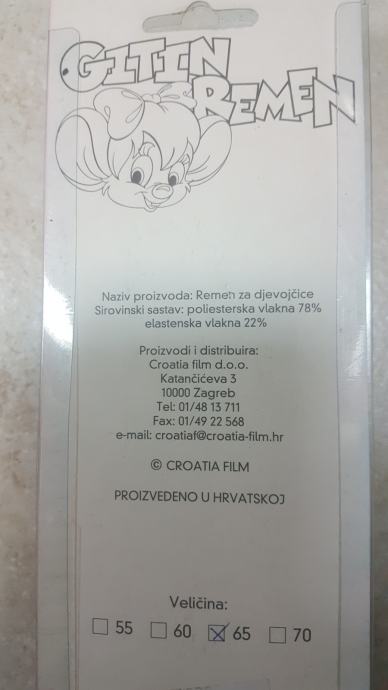 GITIN
REMEN
Naziv proizvoda: Remen za djevojčice
Sirovinski sastav: poliesterska vlakna 78%
elastenska vlakna 22%
Proizvodi i distribuira:
Croatia film d.o.o.
Katančićeva 3
10000 Zagreb
Tel: 01/48 13 711
Fax: 01/49 22 568
e-mail: croatiaf@croatia-film.hr
© CROATIA FILM
PROIZVEDENO U HRVATSKOJ
Veličina:
55 60 65 70